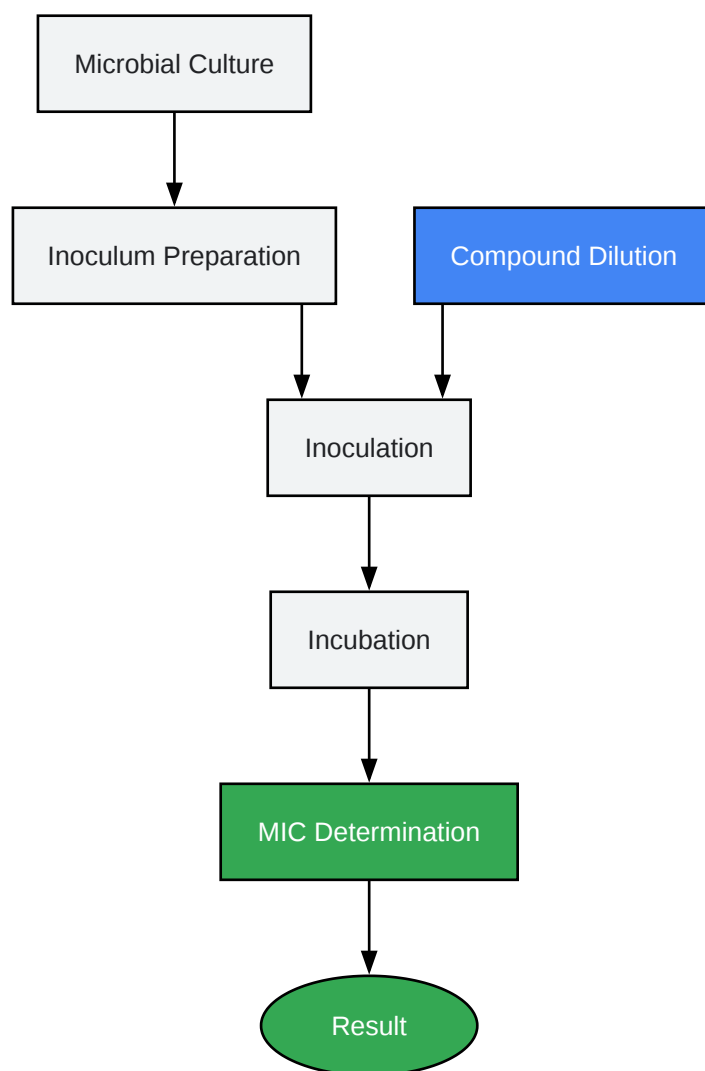 Microbial Culture
Inoculum Preparation
Compound Dilution
Inoculation
Incubation
MIC Determination
Result